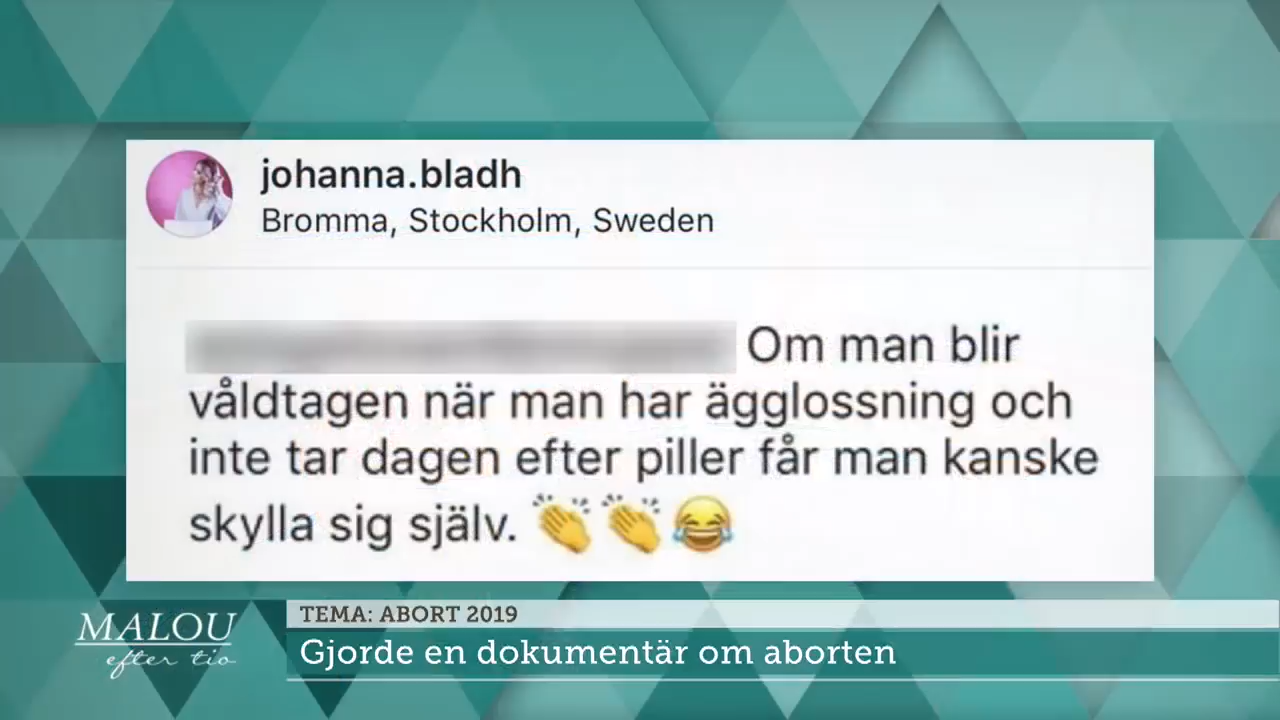 johanna.bladh
Bromma, Stockholm, Sweden
Om man blir
våldtagen när man har ägglossning och
inte tar dagen efter piller får man kanske
skylla sig själv. 👏👏😂
MALOU
efter tio
TEMA: ABORT 2019
Gjorde en dokumentär om aborten